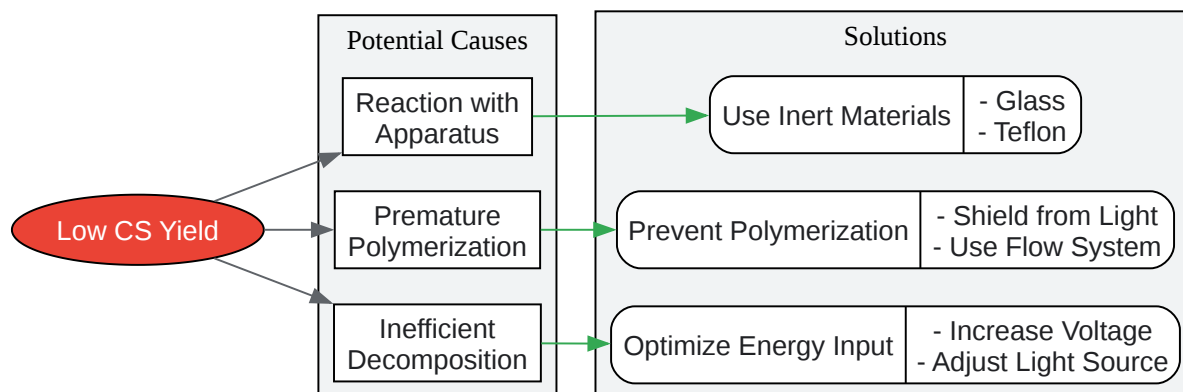 Potential Causes
Solutions
Reaction with
Apparatus
Use Inert Materials
- Glass
- Teflon
Low CS Yield
Premature
Polymerization
Prevent Polymerization
- Shield from Light
- Use Flow System
Inefficient
Decomposition
Optimize Energy Input
- Increase Voltage
- Adjust Light Source